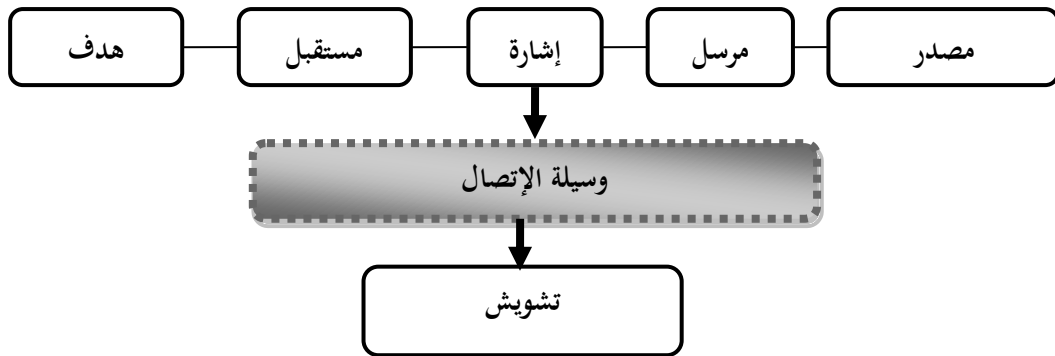 مصدر
مرسل
إشارة
مستقبل
هدف
وسيلة الإتصال
تشويش